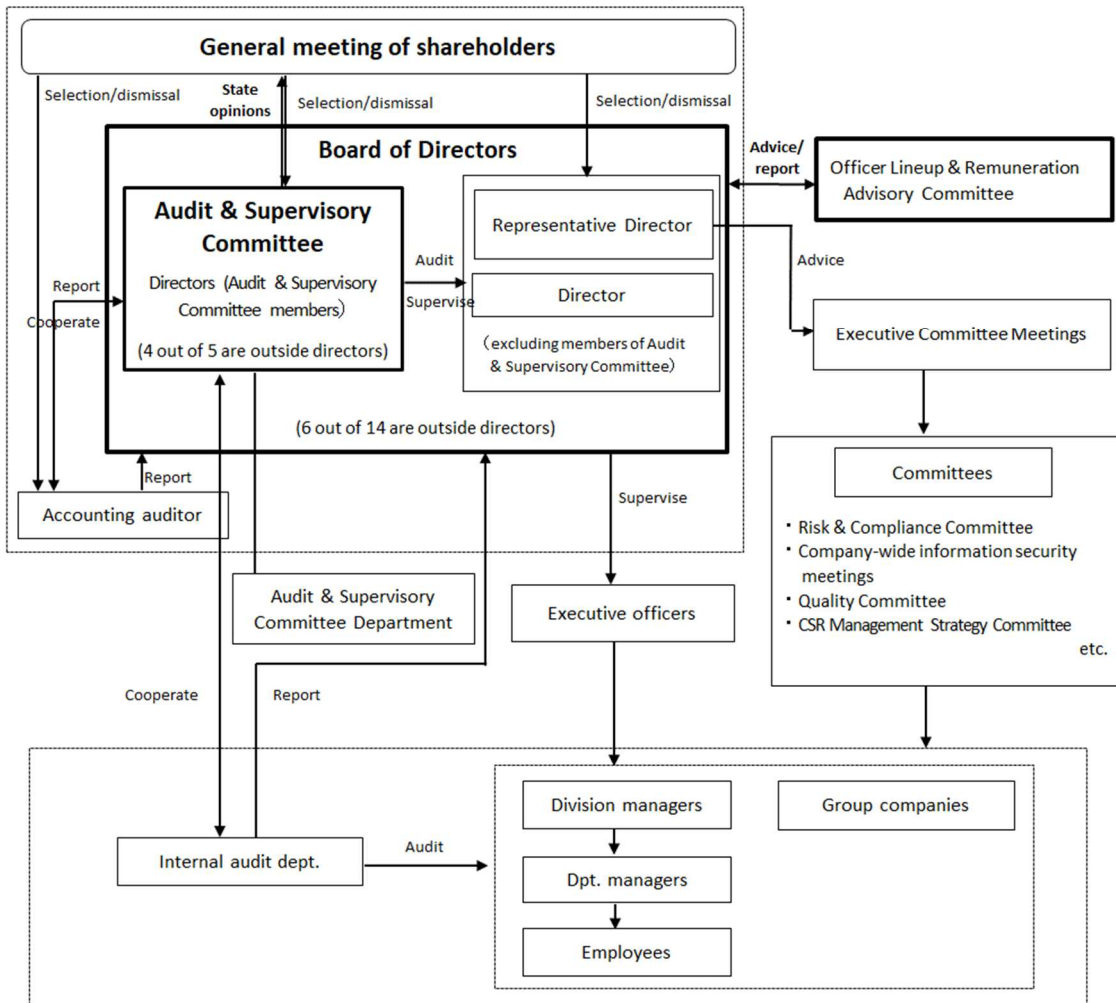 General meeting of shareholders
Selection/dismissal
State
opinions
Selection/dismissal
Selection/dismissal
Board of Directors
Advice/
report
Officer Lineup & Remuneration
Advisory Committee
Audit & Supervisory
Committee
Directors (Audit & Supervisory
Committee members)
(4 out of 5 are outside directors)
Report
Cooperate
Audit
Supervise
Representative Director
Director
(excluding members of Audit
& Supervisory Committee)
Advice
Executive Committee Meetings
(6 out of 14 are outside directors)
Report
Accounting auditor
Supervise
Committees
・Risk & Compliance Committee
・Company-wide information security
meetings
・Quality Committee
・CSR Management Strategy Committee
etc.
Audit & Supervisory
Committee Department
Executive officers
Cooperate
Report
Division managers
Group companies
Internal audit dept.
Audit
Dpt. managers
Employees